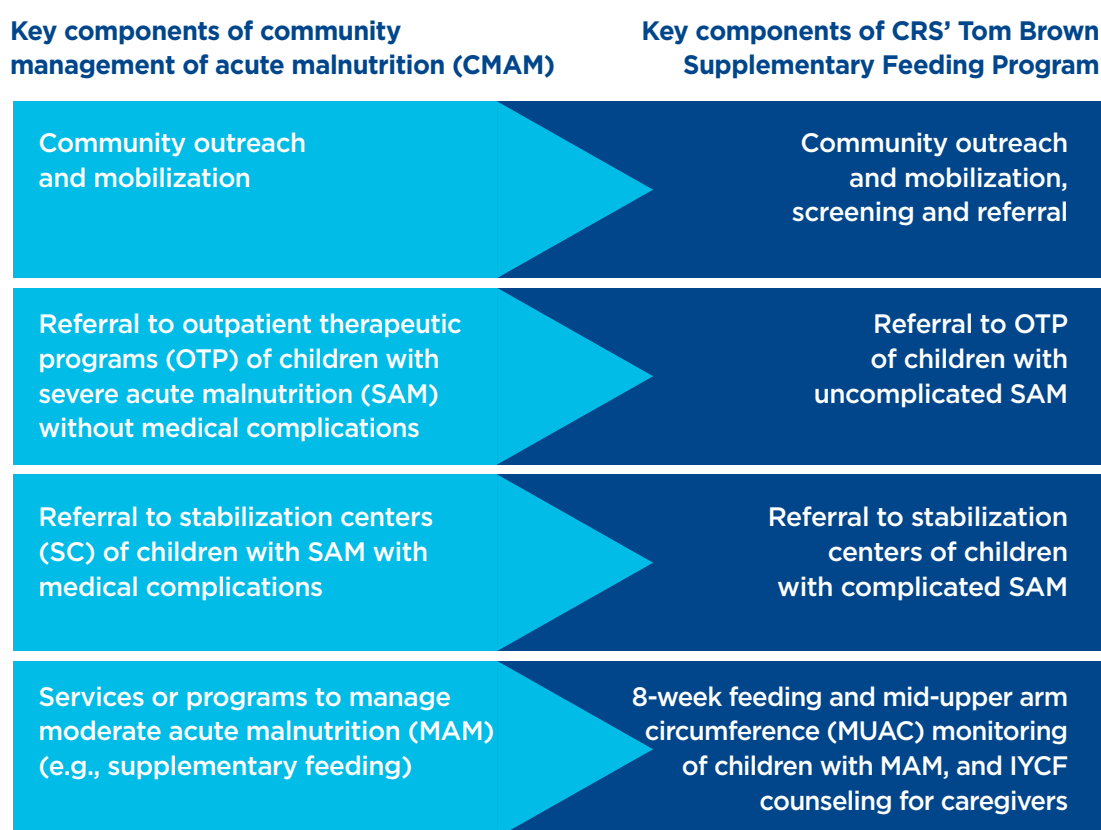 Key components of community
management of acute malnutrition (CMAM)
Key components of CRS’ Tom Brown
Supplementary Feeding Program
Community outreach
and mobilization
Community outreach
and mobilization,
screening and referral
Referral to outpatient therapeutic
programs (OTP) of children with
severe acute malnutrition (SAM)
without medical complications
Referral to OTP
of children with
uncomplicated SAM
Referral to stabilization centers
(SC) of children with SAM with
medical complications
Referral to stabilization
centers of children
with complicated SAM
Services or programs to manage
moderate acute malnutrition (MAM)
(e.g., supplementary feeding)
8-week feeding and mid-upper arm
circumference (MUAC) monitoring
of children with MAM, and IYCF
counseling for caregivers